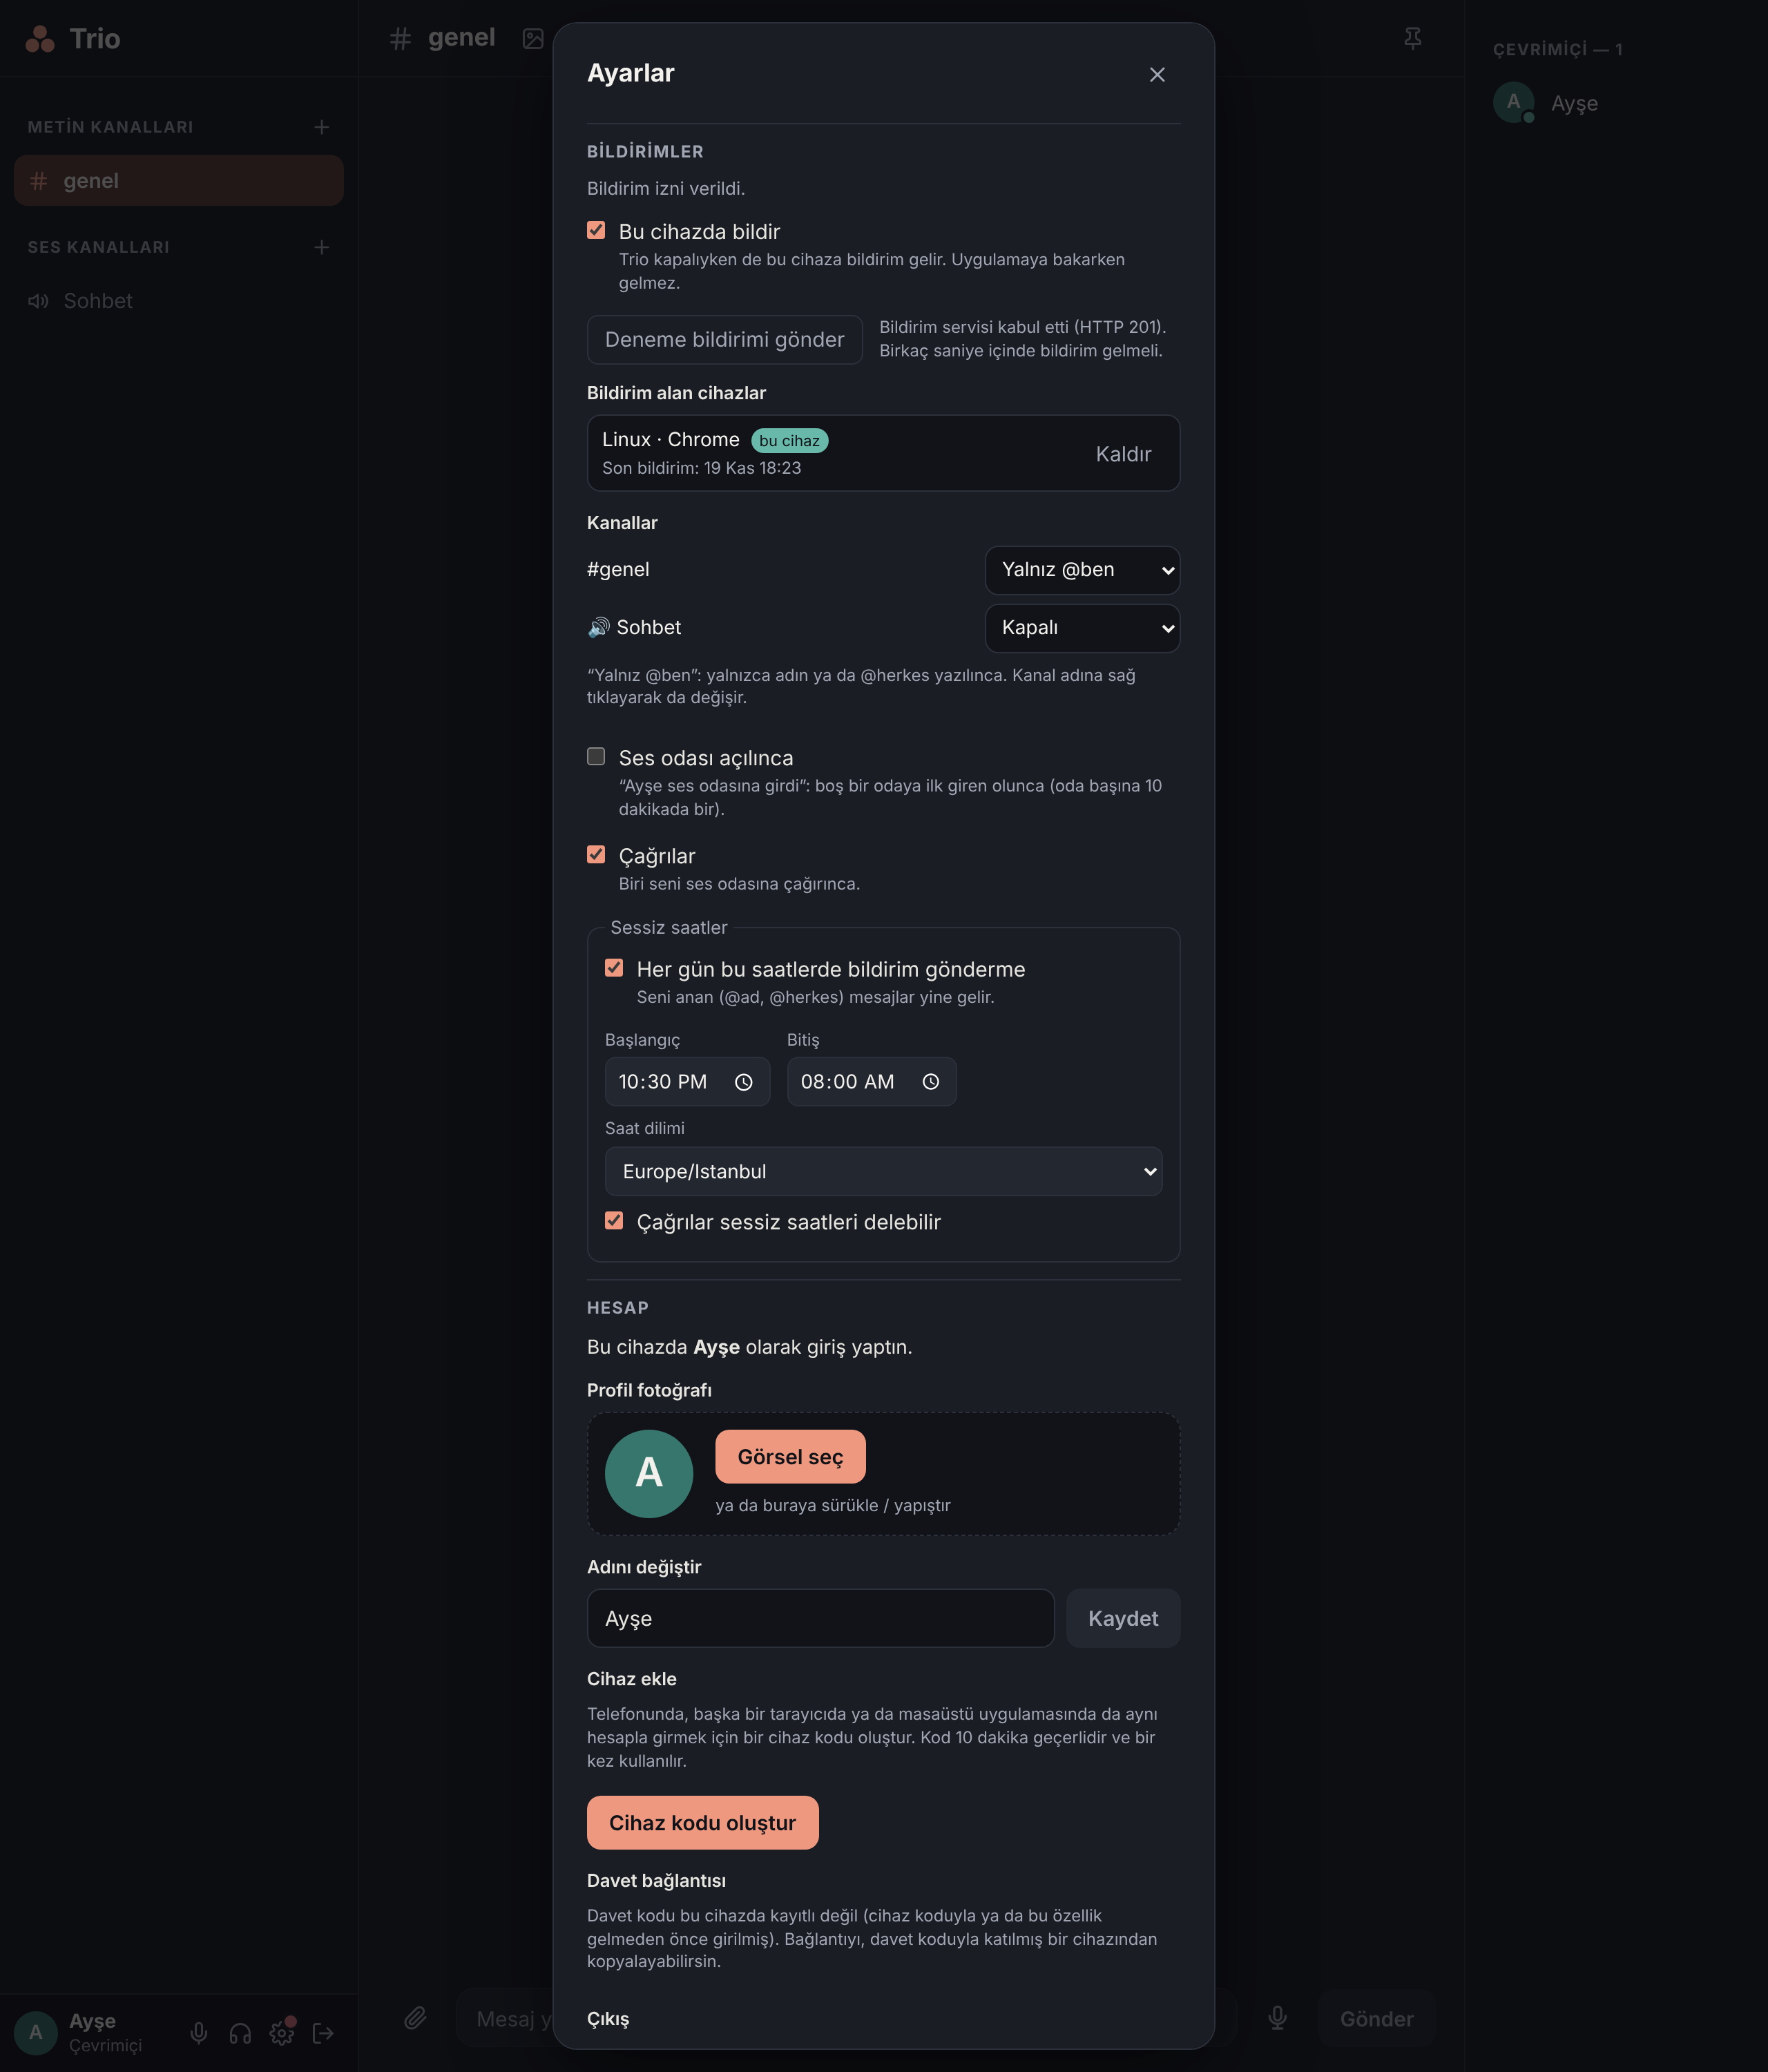 Trio
METİN KANALLARI
genel
SES KANALLARI
Sohbet
A
Ayşe
Çevrimiçi
genel
Mesaj y
Gönder
Ayarlar
BİLDİRİMLER
Bildirim izni verildi.
Bu cihazda bildir
Trio kapalıyken de bu cihaza bildirim gelir. Uygulamaya bakarken
gelmez.
Deneme bildirimi gönder
Bildirim servisi kabul etti (HTTP 201).
Birkaç saniye içinde bildirim gelmeli.
Bildirim alan cihazlar
Linux · Chrome bu cihaz
Son bildirim: 19 Kas 18:23
Kaldır
Kanallar
#genel
Yalnız @ben
🔊 Sohbet
Kapalı
“Yalnız @ben”: yalnızca adın ya da @herkes yazılınca. Kanal adına sağ
tıklayarak da değişir.
Ses odası açılınca
“Ayşe ses odasına girdi”: boş bir odaya ilk giren olunca (oda başına 10
dakikada bir).
Çağrılar
Biri seni ses odasına çağırınca.
Sessiz saatler
Her gün bu saatlerde bildirim gönderme
Seni anan (@ad, @herkes) mesajlar yine gelir.
Başlangıç
Bitiş
10:30 PM
08:00 AM
Saat dilimi
Europe/Istanbul
Çağrılar sessiz saatleri delebilir
HESAP
Bu cihazda Ayşe olarak giriş yaptın.
Profil fotoğrafı
A
Görsel seç
ya da buraya sürükle / yapıştır
Adını değiştir
Ayşe
Kaydet
Cihaz ekle
Telefonunda, başka bir tarayıcıda ya da masaüstü uygulamasında da aynı
hesapla girmek için bir cihaz kodu oluştur. Kod 10 dakika geçerlidir ve bir
kez kullanılır.
Cihaz kodu oluştur
Davet bağlantısı
Davet kodu bu cihazda kayıtlı değil (cihaz koduyla ya da bu özellik
gelmeden önce girilmiş). Bağlantıyı, davet koduyla katılmış bir cihazından
kopyalayabilirsin.
Çıkış
ÇEVRİMİÇİ — 1
A
Ayşe